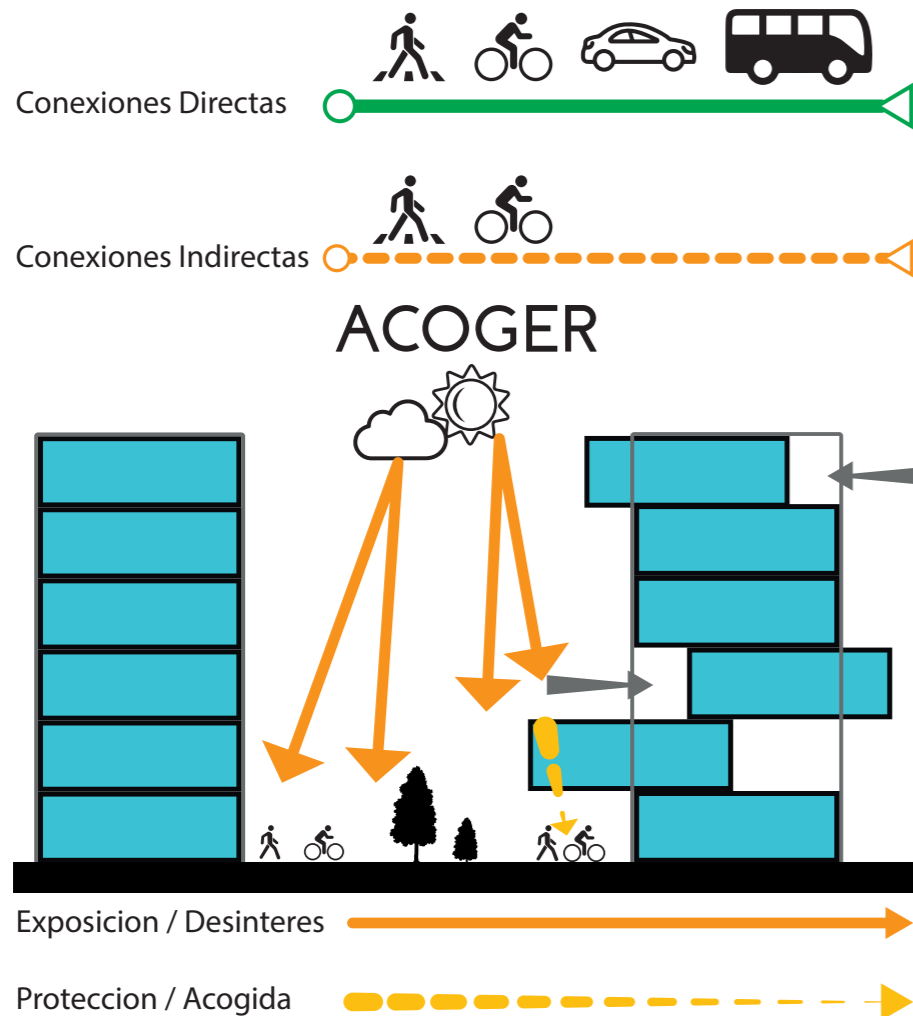 Conexiones Directas
Conexiones Indirectas
ACOGER
Exposicion / Desinteres
Proteccion / Acogida